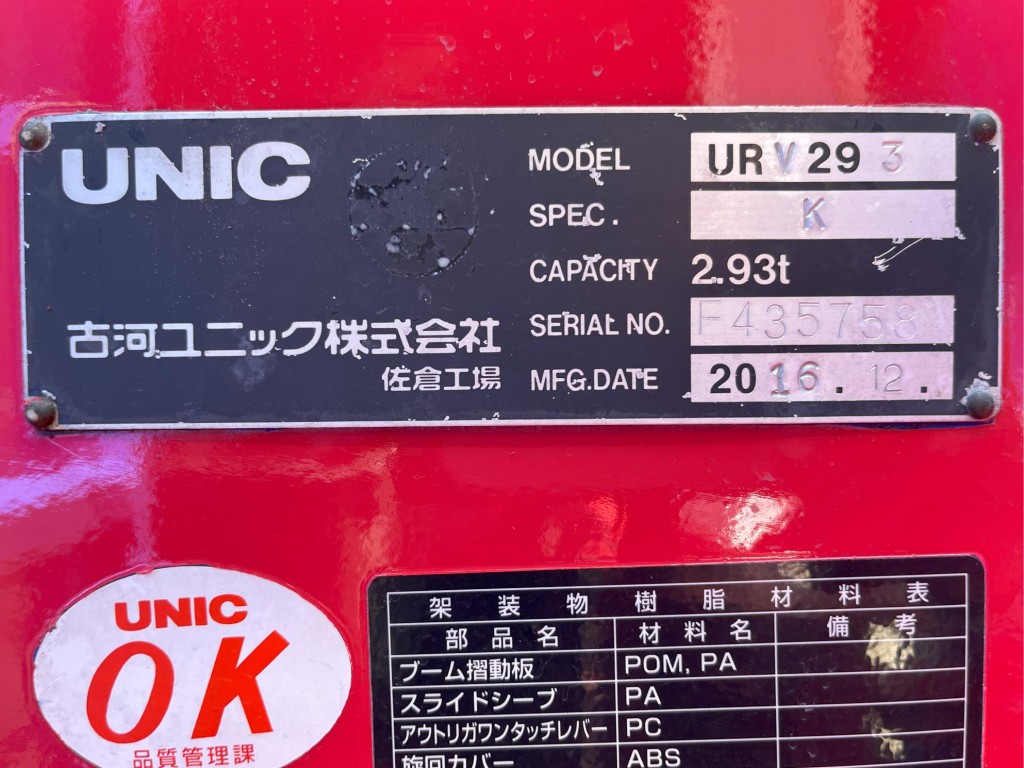 UNIC
MODEL URV293
SPEC. K
CAPACITY 2.93t
古河ユニック株式会社 SERIAL NO. F435758
佐倉工場 MFG.DATE 2016.12.
UNIC
OK
品質管理課
架装物樹脂材料表
部品名 材料名 備考
ブーム摺動板 POM, PA
スライドシーブ PA
アウトリガワンタッチレバー PC
旋回カバー ABS